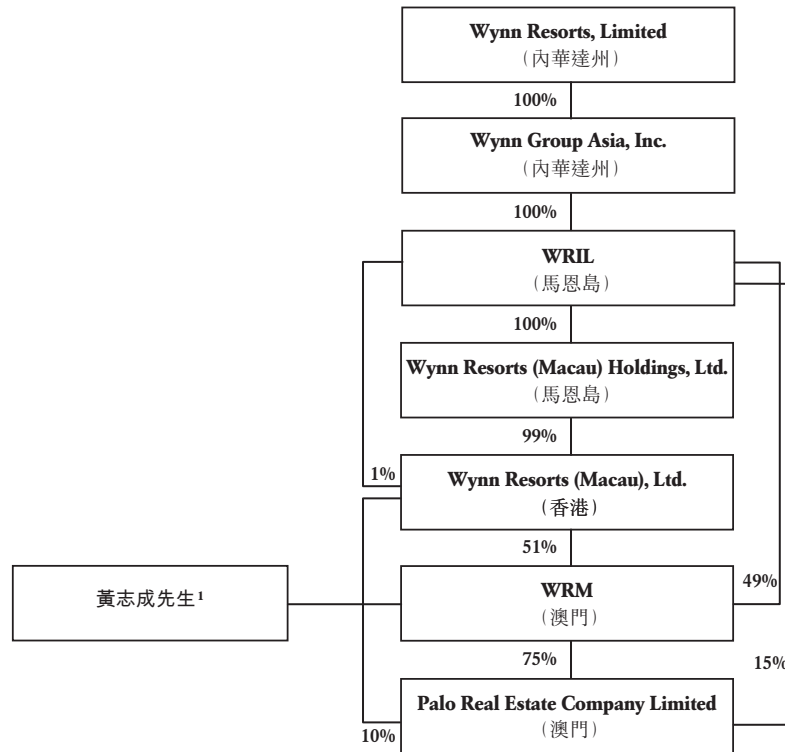 Wynn Resorts, Limited
(內華達州)
100%
Wynn Group Asia, Inc.
(內華達州)
100%
WRIL
(馬恩島)
100%
Wynn Resorts (Macau) Holdings, Ltd.
(馬恩島)
99%
1%
Wynn Resorts (Macau), Ltd.
(香港)
51%
黃志成先生¹
WRM
(澳門)
49%
75%
15%
Palo Real Estate Company Limited
(澳門)
10%